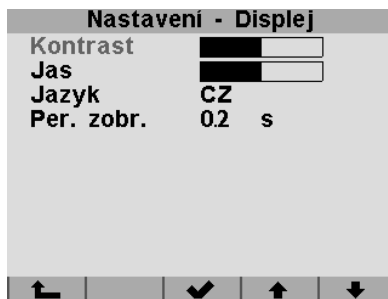 Nastavení - Displej
Kontrast
Jas
Jazyk CZ
Per. zobr. 0.2 s